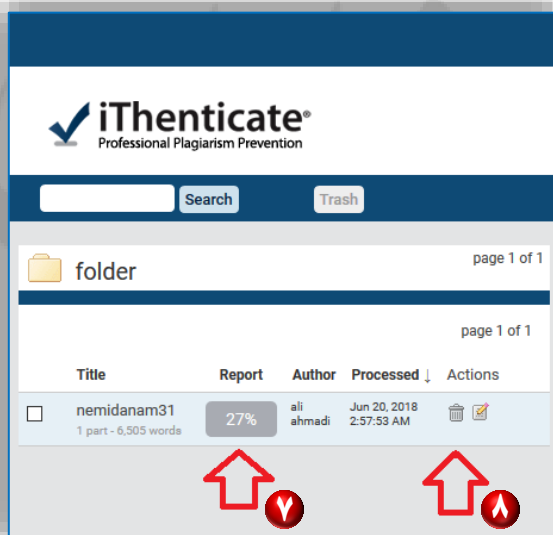 iThenticate®
Professional Plagiarism Prevention
Search Trash
folder page 1 of 1
page 1 of 1
Title Report Author Processed ↓ Actions
nemidanam31 27% ali Jun 20, 2018
1 part - 6,505 words ahmadi 2:57:53 AM
۷ ۸